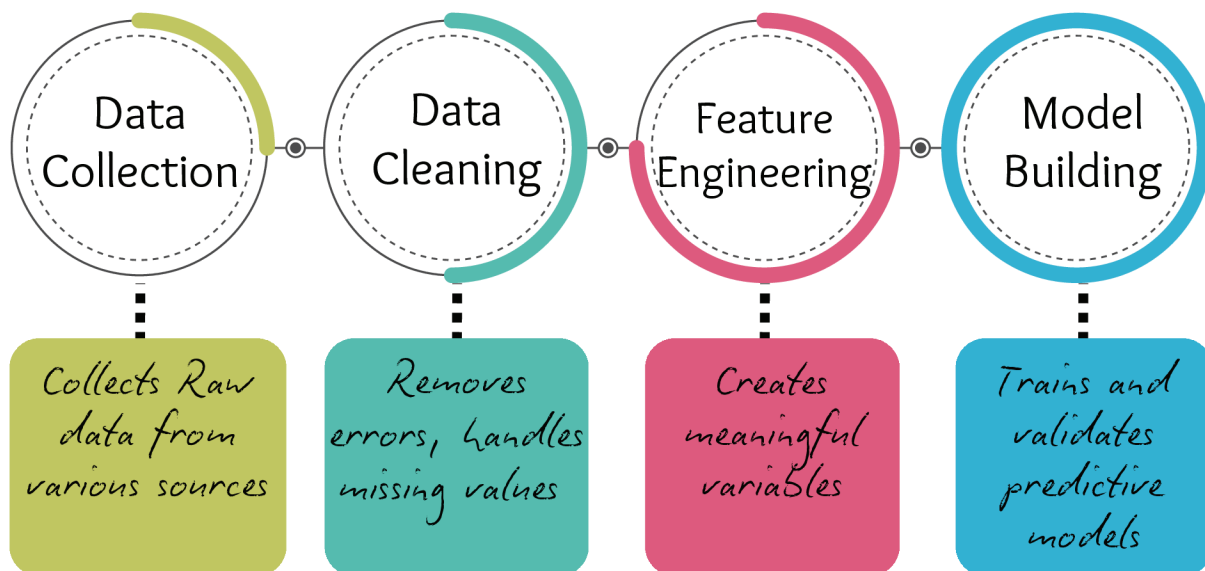 Data
Collection
Data
Cleaning
Feature
Engineering
Model
Building
Collects Raw
data from
various sources
Removes
errors, handles
missing values
Creates
meaningful
variables
Trains and
validates
predictive
models